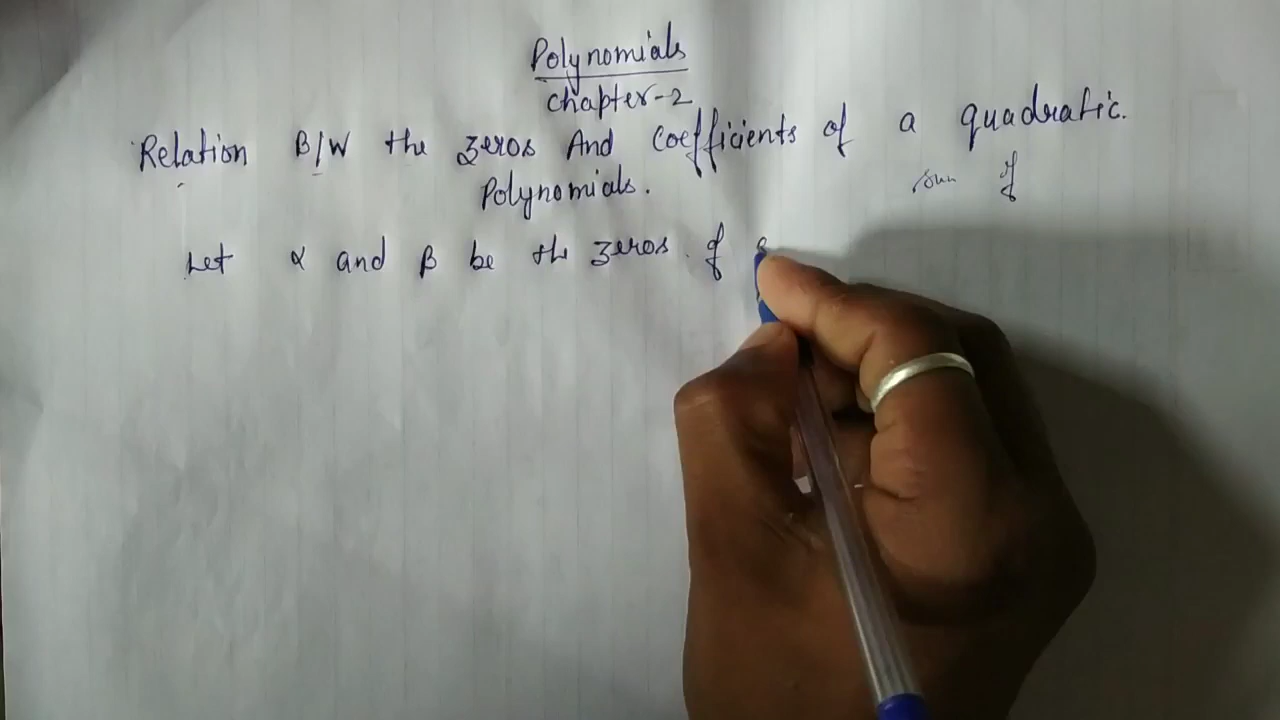 Polynomials
Chapter-2
Relation B/W the zeros And Coefficients of a quadratic.
Polynomials.
sum of
Let α and β be the zeros. of